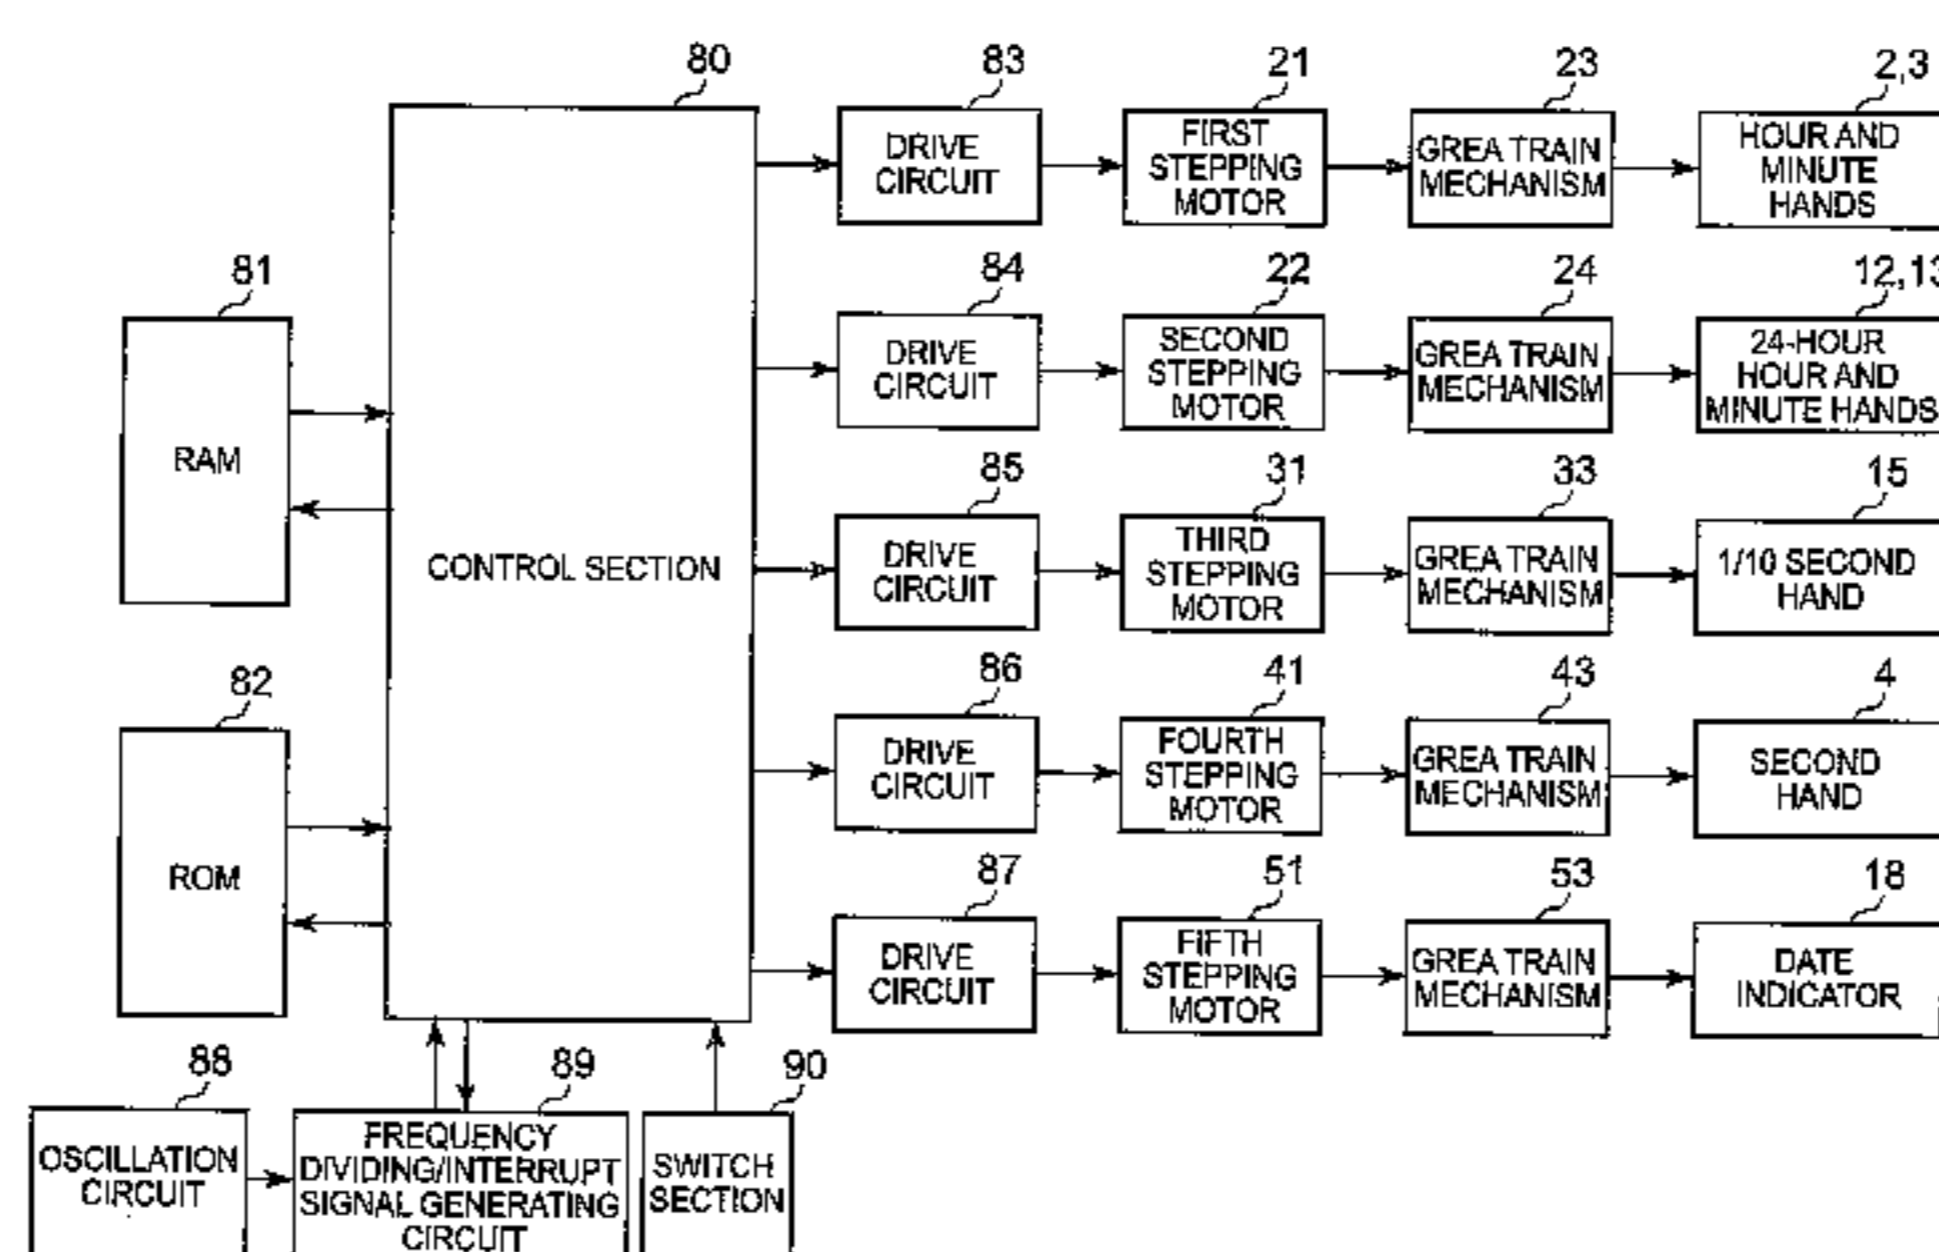 80
83
21
23
2,3
DRIVE
CIRCUIT
FIRST
STEPPING
MOTOR
GREA TRAIN
MECHANISM
HOUR AND
MINUTE
HANDS
81
84
22
24
12,13
DRIVE
CIRCUIT
SECOND
STEPPING
MOTOR
GREA TRAIN
MECHANISM
24-HOUR
HOUR AND
MINUTE HANDS
RAM
85
31
33
15
CONTROL SECTION
DRIVE
CIRCUIT
THIRD
STEPPING
MOTOR
GREA TRAIN
MECHANISM
1/10 SECOND
HAND
82
86
41
43
4
DRIVE
CIRCUIT
FOURTH
STEPPING
MOTOR
GREA TRAIN
MECHANISM
SECOND
HAND
ROM
87
51
53
18
DRIVE
CIRCUIT
FIFTH
STEPPING
MOTOR
GREA TRAIN
MECHANISM
DATE
INDICATOR
88
89
90
OSCILLATION
CIRCUIT
FREQUENCY
DIVIDING/INTERRUPT
SIGNAL GENERATING
CIRCUIT
SWITCH
SECTION